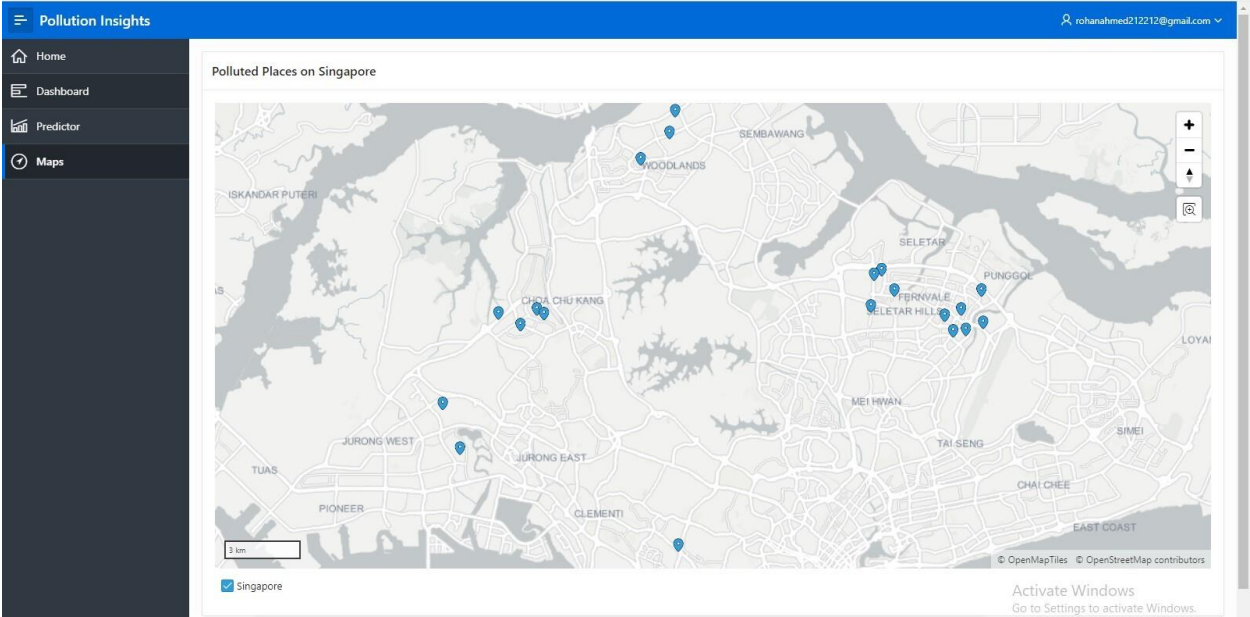 Pollution Insights
rohanahmed212212@gmail.com
Home
Dashboard
Predictor
Maps
Polluted Places on Singapore
SEMBAWANG
WOODLANDS
ISKANDAR PUTERI
SELETAR
PUNGGOL
AS
CHOA CHU KANG
FERNVALE
SELETAR HILLS
LOYA
MEI HWAN
SIMEI
JURONG WEST
TAI SENG
JURONG EAST
TUAS
CHAI CHEE
PIONEER
CLEMENTI
EAST COAST
3 km
© OpenMapTiles © OpenStreetMap contributors
Singapore
Activate Windows
Go to Settings to activate Windows.